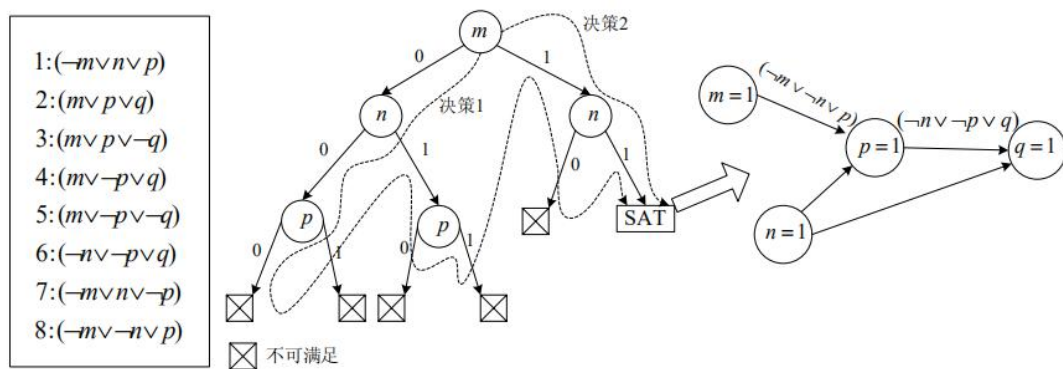 1:(¬m∨n∨p)
2:(m∨p∨q)
3:(m∨p∨¬q)
4:(m∨¬p∨q)
5:(m∨¬p∨¬q)
6:(¬n∨¬p∨q)
7:(¬m∨n∨¬p)
8:(¬m∨¬n∨p)
m
决策2
0
1
n
决策1
n
0
1
0
1
p
p
SAT
0
1
0
1
不可满足
m=1
(¬m∨¬n∨p)
(¬n∨¬p∨q)
p=1
q=1
n=1